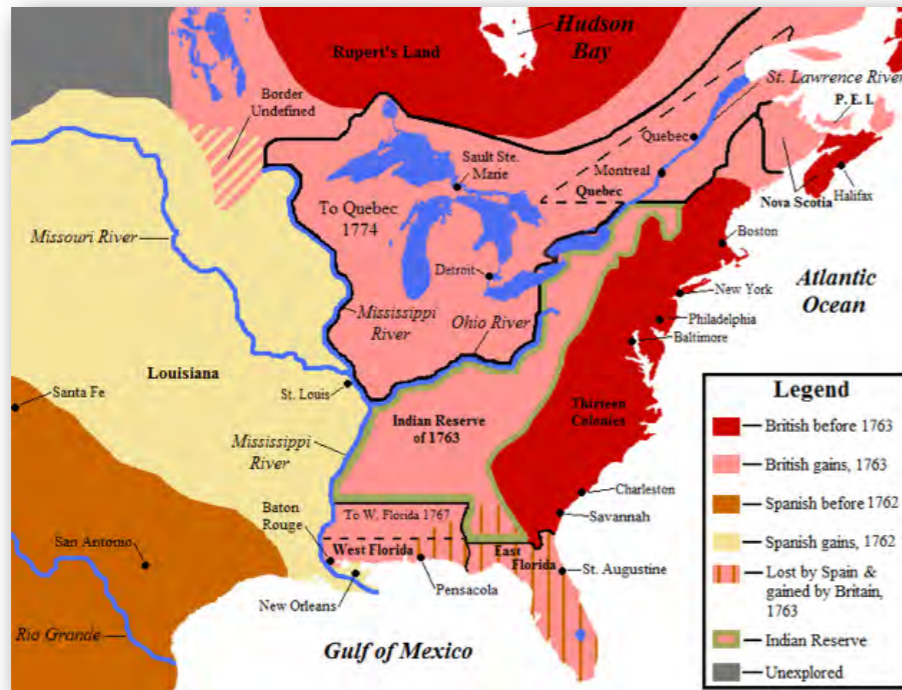 Hudson
Bay
Rupert's Land
St. Lawrence River
Border
Undefined
P. E. I.
Quebec
Sault Ste.
Marie
Montreal
Quebec
Halifax
Nova Scotia
To Quebec
1774
Boston
Missouri River
Detroit
Atlantic
Ocean
New York
Mississippi
River
Ohio River
Philadelphia
Baltimore
Louisiana
Santa Fe
St. Louis
Indian Reserve
of 1763
Thirteen
Colonies
Mississippi
River
Charleston
Savannah
Baton
Rouge
To W. Florida 1767
San Antonio
West Florida
East
Florida
St. Augustine
Pensacola
New Orleans
Rio Grande
Gulf of Mexico
Legend
British before 1763
British gains, 1763
Spanish before 1762
Spanish gains, 1762
Lost by Spain &
gained by Britain,
1763
Indian Reserve
Unexplored